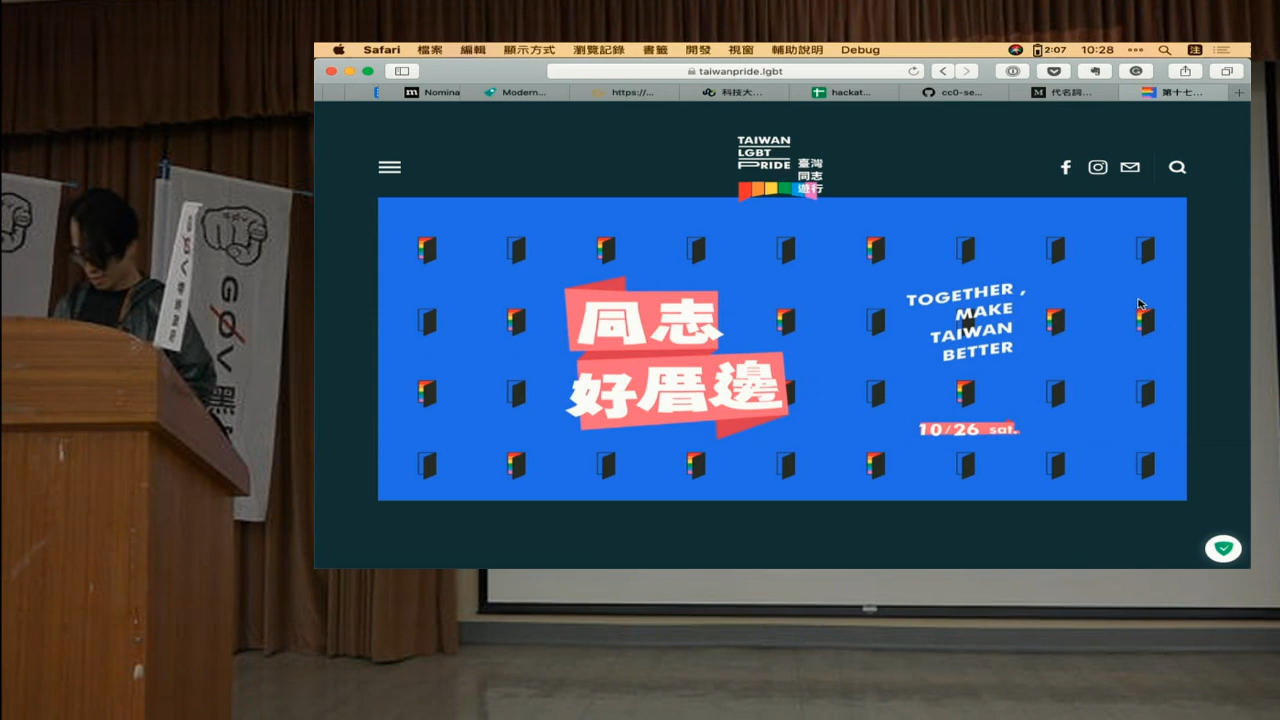 Safari 檔案 編輯 顯示方式 瀏覽記錄 書籤 開發 視窗 輔助說明 Debug 2:07 10:28 注
taiwanpride.lgbt
Nomina Modern... https://... 科技大... hackat... cc0-se... 代名詞... 第十七...
TAIWAN
LGBT
PRIDE
臺灣
同志
遊行
同志
好厝邊
TOGETHER ,
MAKE
TAIWAN
BETTER
10/26 sat.
G0V